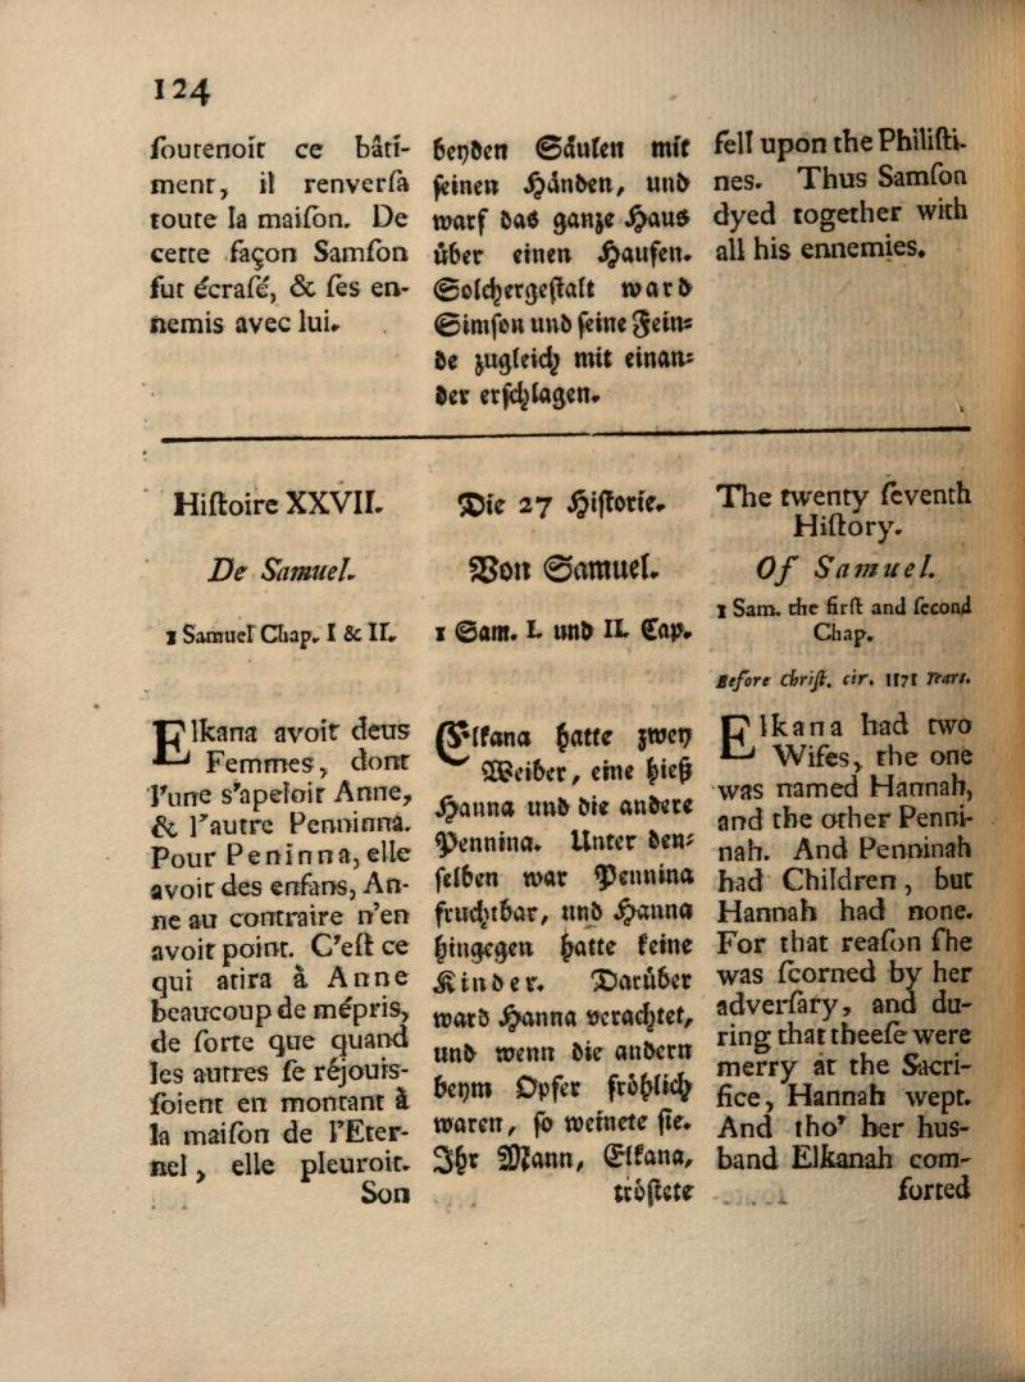 124
ſoutenoit ce bâti-
ment, il renverſa
toute la maiſon. De
cette façon Samſon
fut écraſé, & ſes en-
nemis avec lui.
beyden Säulen mit
ſeinen Händen, und
warf das ganze Haus
über einen Haufen.
Solchergeſtalt ward
Simſon und ſeine Fein-
de zugleich mit einan-
der erſchlagen.
fell upon the Philiſti-
nes. Thus Samſon
dyed together with
all his ennemies.
Hiſtoire XXVII.
De Samuel.
1 Samuel Chap. I & II.
Elkana avoit deus
Femmes, dont
l'une s'apeloit Anne,
& l'autre Penninna.
Pour Peninna, elle
avoit des enfans, An-
ne au contraire n'en
avoit point. C'eſt ce
qui atira à Anne
beaucoup de mépris,
de ſorte que quand
les autres ſe réjouis-
ſoient en montant à
la maiſon de l'Eter-
nel, elle pleuroit.
Son
Die 27 Hiſtorie.
Von Samuel.
1 Sam. I. und II. Cap.
Elkana hatte zwey
Weiber, eine hieß
Hanna und die andere
Pennina. Unter den-
ſelben war Pennina
fruchtbar, und Hanna
hingegen hatte keine
Kinder. Darüber
ward Hanna verachtet,
und wenn die andern
beym Opfer fröhlich
waren, ſo weinete ſie.
Ihr Mann, Elkana,
tröſtete
The twenty ſeventh
Hiſtory.
Of Samuel.
1 Sam. the firſt and ſecond
Chap.
Before Chriſt. cir. 1171 Years.
Elkana had two
Wifes, the one
was named Hannah,
and the other Penni-
nah. And Penninah
had Children, but
Hannah had none.
For that reaſon ſhe
was ſcorned by her
adverſary, and du-
ring that theeſe were
merry at the Sacri-
fice, Hannah wept.
And tho' her hus-
band Elkanah com-
forted